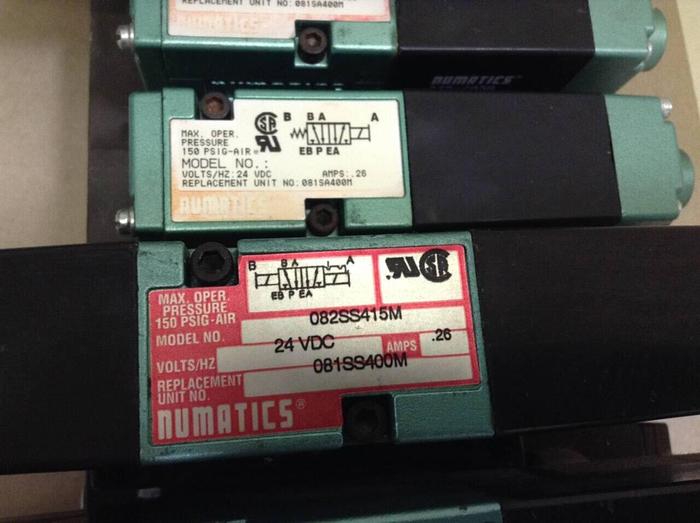 REPLACEMENT UNIT NO: 081SA400M
NUMATICS
NUMATICS
B B A A
MAX. OPER.
PRESSURE
150 PSIG-AIR
EB P EA
MODEL NO.:
VOLTS/HZ: 24 VDC AMPS: .26
REPLACEMENT UNIT NO: 081SA400M
NUMATICS
B B A A
EB P EA
MAX. OPER.
PRESSURE
150 PSIG-AIR
082SS415M
MODEL NO.
24 VDC AMPS .26
VOLTS/HZ
081SS400M
REPLACEMENT
UNIT NO.
NUMATICS®